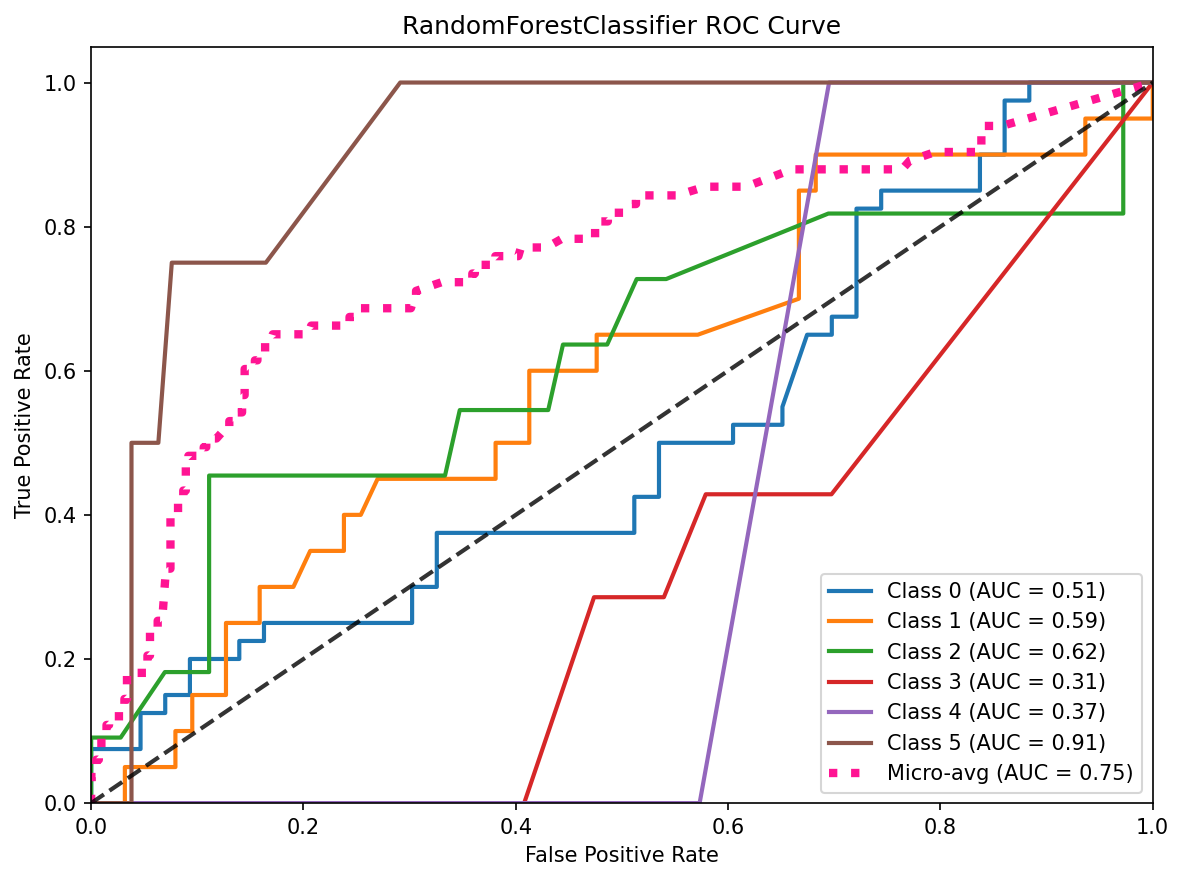 RandomForestClassifier ROC Curve
True Positive Rate
1.0
0.8
0.6
0.4
0.2
0.0
0.0 0.2 0.4 0.6 0.8 1.0
False Positive Rate
Class 0 (AUC = 0.51)
Class 1 (AUC = 0.59)
Class 2 (AUC = 0.62)
Class 3 (AUC = 0.31)
Class 4 (AUC = 0.37)
Class 5 (AUC = 0.91)
Micro-avg (AUC = 0.75)